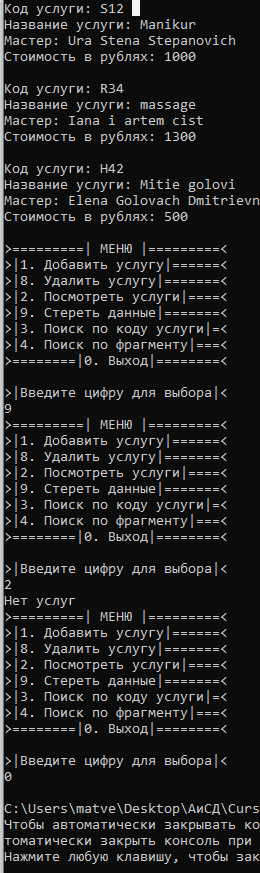 Код услуги: S12
Название услуги: Manikur
Мастер: Ura Stena Stepanovich
Стоимость в рублях: 1000
Код услуги: R34
Название услуги: massage
Мастер: Iana i artem cist
Стоимость в рублях: 1300
Код услуги: H42
Название услуги: Mitie golovi
Мастер: Elena Golovach Dmitrievn
Стоимость в рублях: 500
>=========| МЕНЮ |=========<
>|1. Добавить услугу|======<
>|8. Удалить услугу|=======<
>|2. Посмотреть услуги|====<
>|9. Стереть данные|=======<
>|3. Поиск по коду услуги|=<
>|4. Поиск по фрагменту|===<
>========|0. Выход|========<
>|Введите цифру для выбора|<
9
>=========| МЕНЮ |=========<
>|1. Добавить услугу|======<
>|8. Удалить услугу|=======<
>|2. Посмотреть услуги|====<
>|9. Стереть данные|=======<
>|3. Поиск по коду услуги|=<
>|4. Поиск по фрагменту|===<
>========|0. Выход|========<
>|Введите цифру для выбора|<
2
Нет услуг
>=========| МЕНЮ |=========<
>|1. Добавить услугу|======<
>|8. Удалить услугу|=======<
>|2. Посмотреть услуги|====<
>|9. Стереть данные|=======<
>|3. Поиск по коду услуги|=<
>|4. Поиск по фрагменту|===<
>========|0. Выход|========<
>|Введите цифру для выбора|<
0
C:\Users\matve\Desktop\АиСД\Curs
Чтобы автоматически закрывать ко
томатически закрыть консоль при
Нажмите любую клавишу, чтобы зак